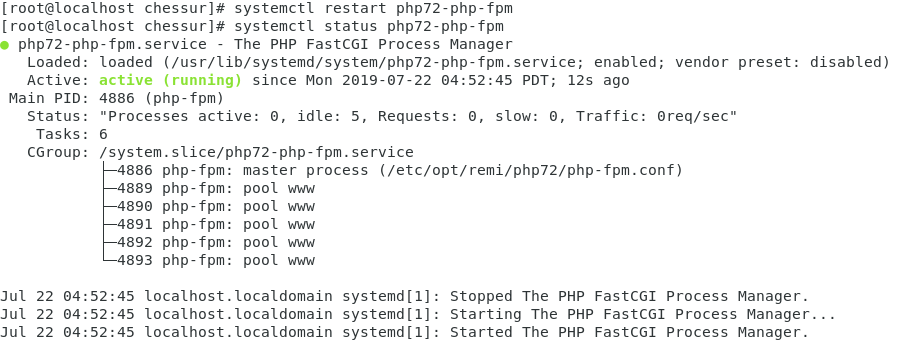 [root@localhost chessur]# systemctl restart php72-php-fpm
[root@localhost chessur]# systemctl status php72-php-fpm
● php72-php-fpm.service - The PHP FastCGI Process Manager
   Loaded: loaded (/usr/lib/systemd/system/php72-php-fpm.service; enabled; vendor preset: disabled)
   Active: active (running) since Mon 2019-07-22 04:52:45 PDT; 12s ago
 Main PID: 4886 (php-fpm)
   Status: "Processes active: 0, idle: 5, Requests: 0, slow: 0, Traffic: 0req/sec"
    Tasks: 6
   CGroup: /system.slice/php72-php-fpm.service
           ├─4886 php-fpm: master process (/etc/opt/remi/php72/php-fpm.conf)
           ├─4889 php-fpm: pool www
           ├─4890 php-fpm: pool www
           ├─4891 php-fpm: pool www
           ├─4892 php-fpm: pool www
           └─4893 php-fpm: pool www

Jul 22 04:52:45 localhost.localdomain systemd[1]: Stopped The PHP FastCGI Process Manager.
Jul 22 04:52:45 localhost.localdomain systemd[1]: Starting The PHP FastCGI Process Manager...
Jul 22 04:52:45 localhost.localdomain systemd[1]: Started The PHP FastCGI Process Manager.